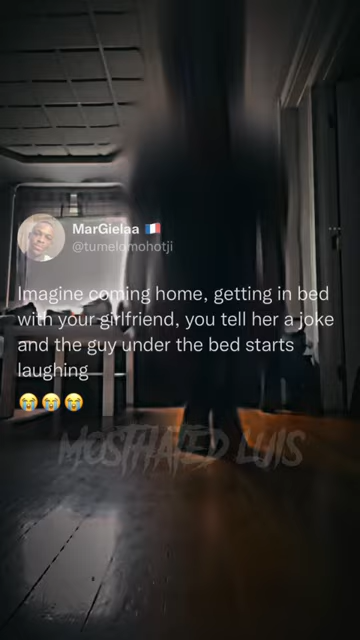 MarGielaa 🇫🇷
@tumelomohotji
Imagine coming home, getting in bed
with your girlfriend, you tell her a joke
and the guy under the bed starts
laughing
😭😭😭
MOSTHATED LUIS